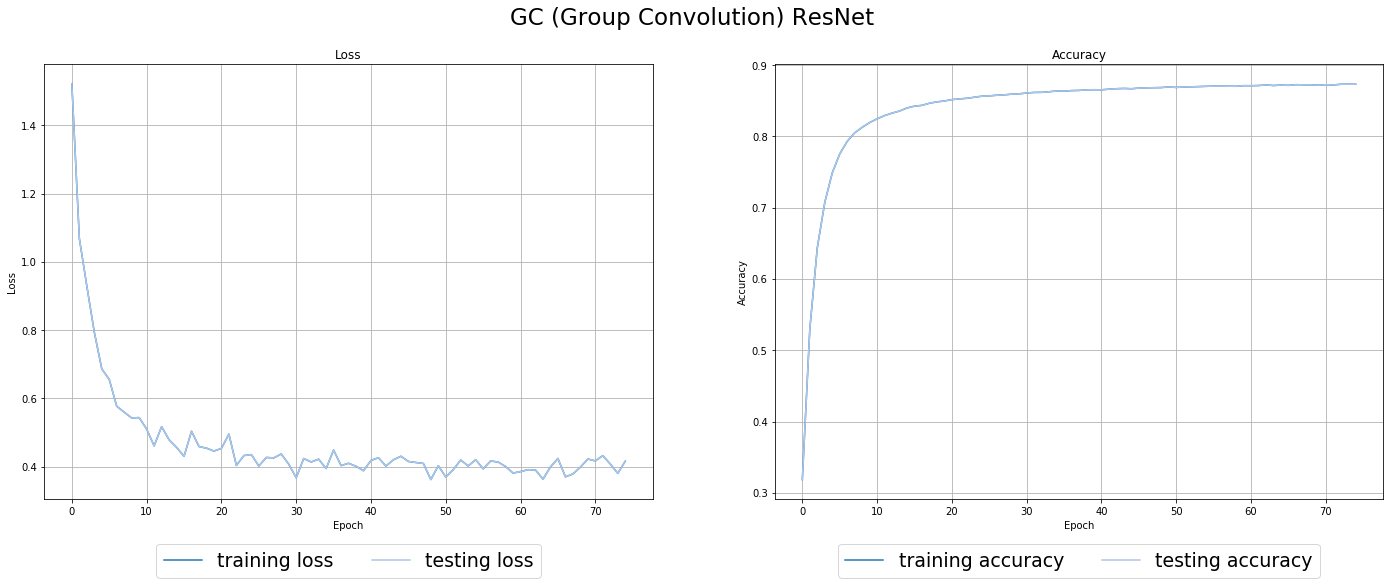 GC (Group Convolution) ResNet
Loss
1.4
1.2
1.0
0.8
0.6
0.4
Loss
0 10 20 30 40 50 60 70
Epoch
training loss testing loss
Accuracy
0.9
0.8
0.7
0.6
0.5
0.4
0.3
Accuracy
0 10 20 30 40 50 60 70
Epoch
training accuracy testing accuracy